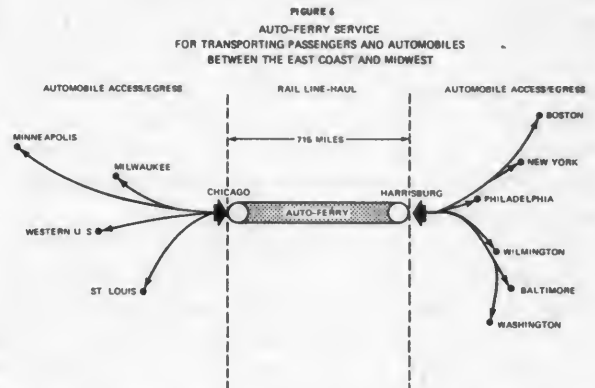 FIGURE 6
AUTO-FERRY SERVICE
FOR TRANSPORTING PASSENGERS AND AUTOMOBILES
BETWEEN THE EAST COAST AND MIDWEST
AUTOMOBILE ACCESS/EGRESS
RAIL LINE-HAUL
AUTOMOBILE ACCESS/EGRESS
715 MILES
MINNEAPOLIS
MILWAUKEE
WESTERN U S
ST LOUIS
CHICAGO
AUTO-FERRY
HARRISBURG
BOSTON
NEW YORK
PHILADELPHIA
WILMINGTON
BALTIMORE
WASHINGTON